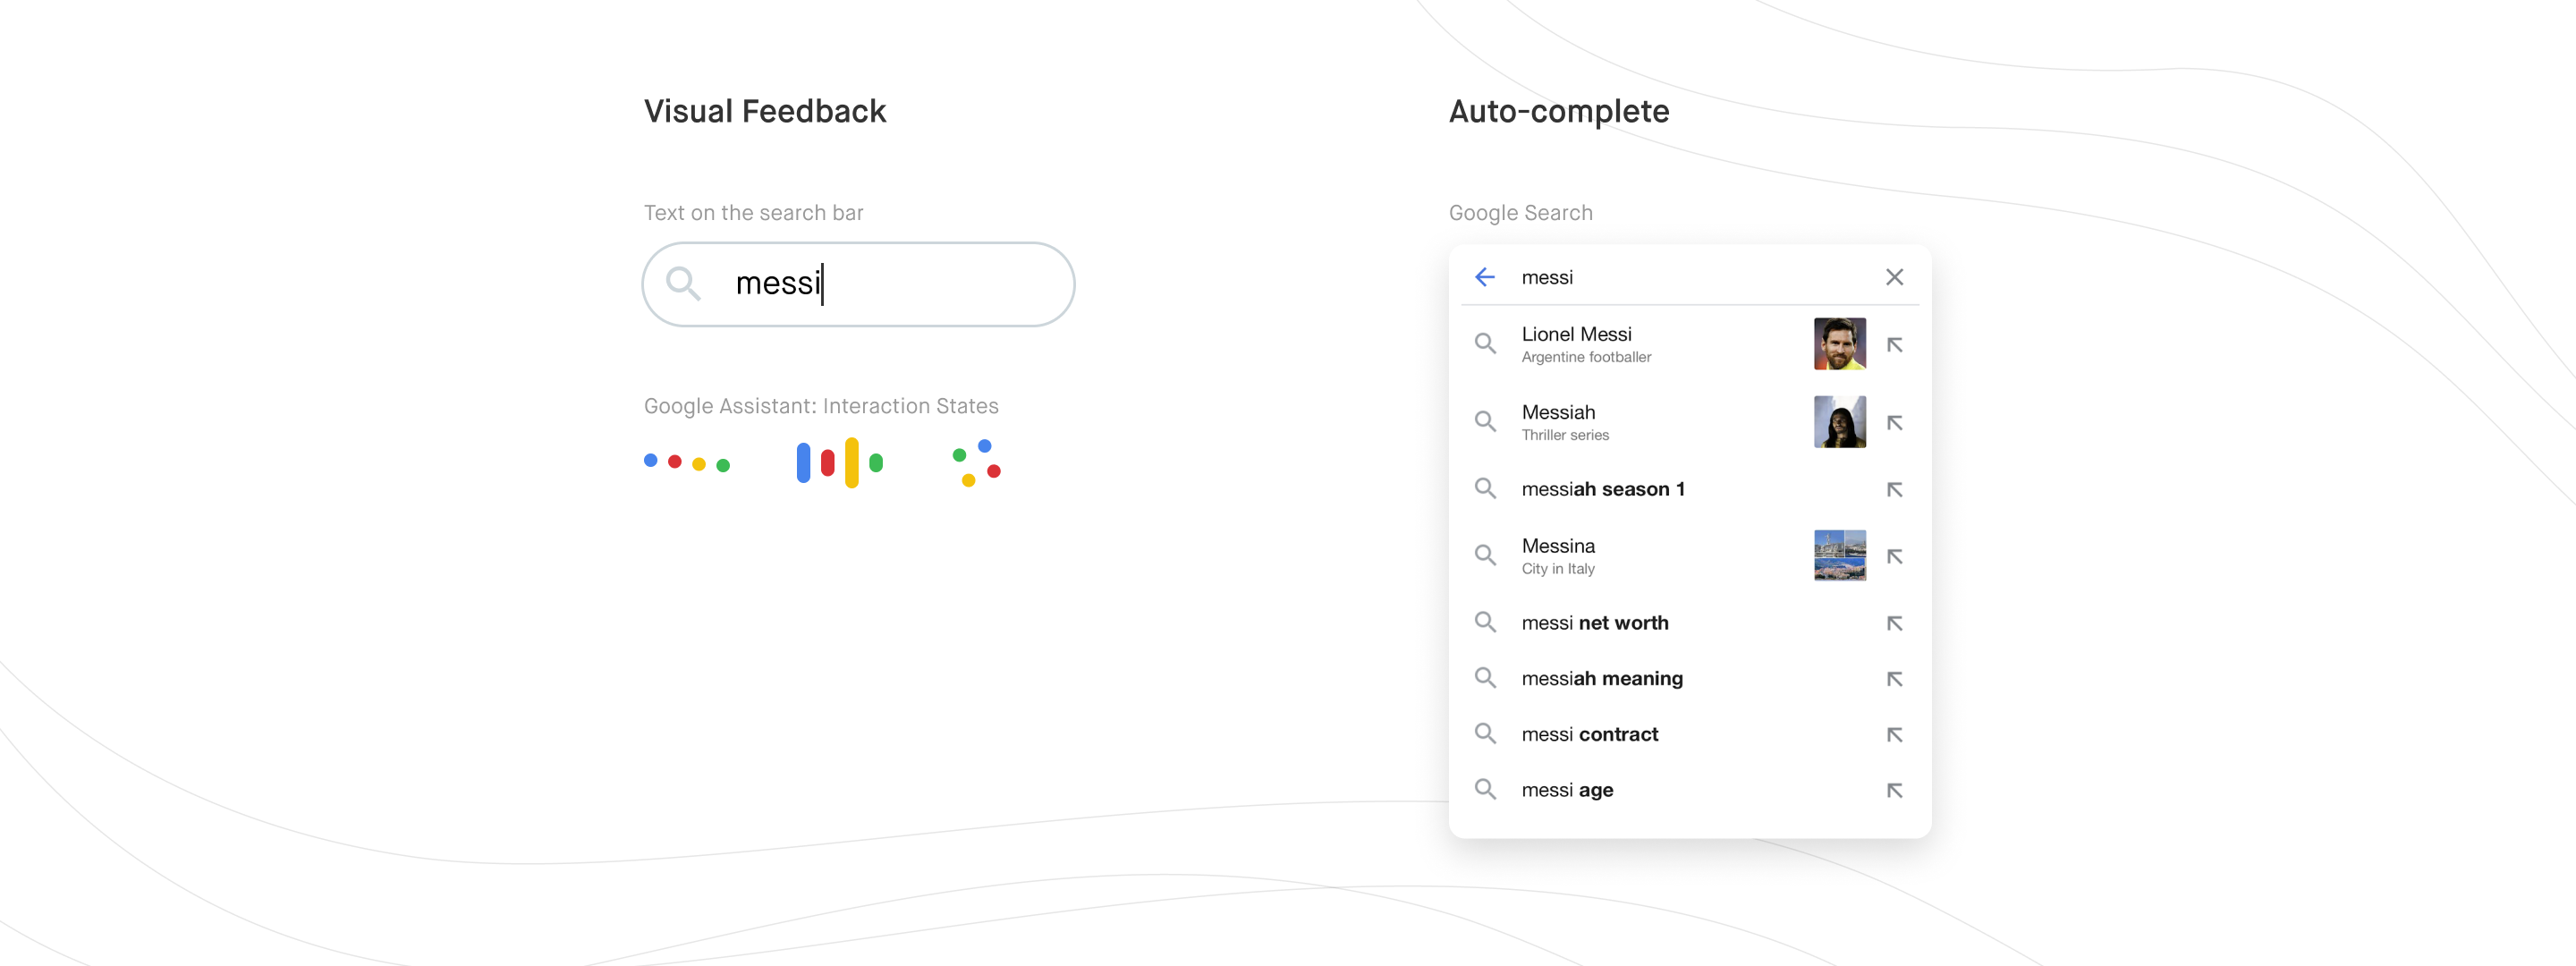 Visual Feedback
Text on the search bar
messi
Google Assistant: Interaction States
Auto-complete
Google Search
messi
Lionel Messi
Argentine footballer
Messiah
Thriller series
messiah season 1
Messina
City in Italy
messi net worth
messiah meaning
messi contract
messi age